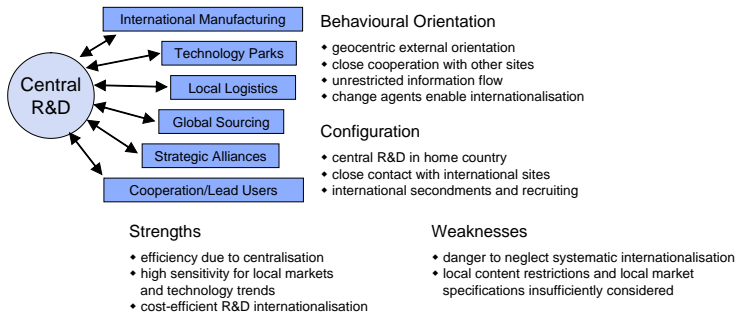 International Manufacturing
Technology Parks
Central
R&D
Local Logistics
Global Sourcing
Strategic Alliances
Cooperation/Lead Users
Behavioural Orientation
geocentric external orientation
close cooperation with other sites
unrestricted information flow
change agents enable internationalisation
Configuration
central R&D in home country
close contact with international sites
international secondments and recruiting
Strengths
efficiency due to centralisation
high sensitivity for local markets
and technology trends
cost-efficient R&D internationalisation
Weaknesses
danger to neglect systematic internationalisation
local content restrictions and local market
specifications insufficiently considered